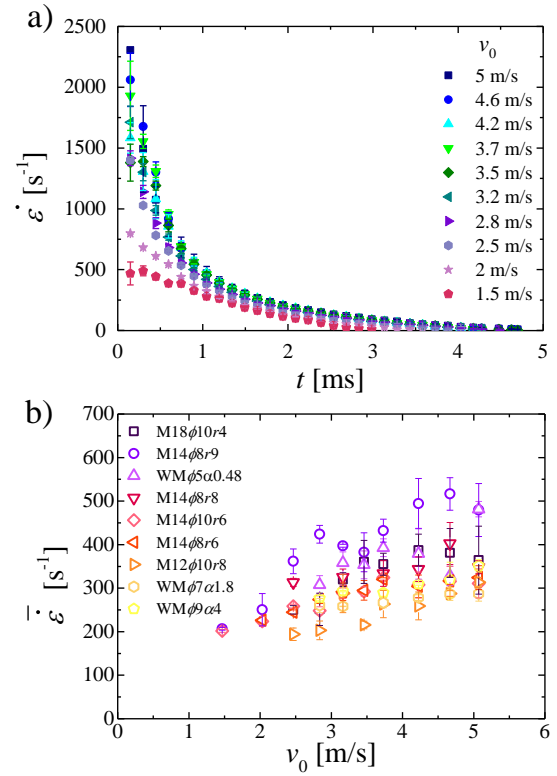 a)
2500
2000
1500
1000
500
0
ε̇ [s⁻¹]
v₀
5 m/s
4.6 m/s
4.2 m/s
3.7 m/s
3.5 m/s
3.2 m/s
2.8 m/s
2.5 m/s
2 m/s
1.5 m/s
0 1 2 3 4 5
t [ms]
b)
700
600
500
400
300
200
100
0
ε̇̄ [s⁻¹]
M18ϕ10r4
M14ϕ8r9
WMϕ5α0.48
M14ϕ8r8
M14ϕ10r6
M14ϕ8r6
M12ϕ10r8
WMϕ7α1.8
WMϕ9α4
0 1 2 3 4 5 6
v₀ [m/s]